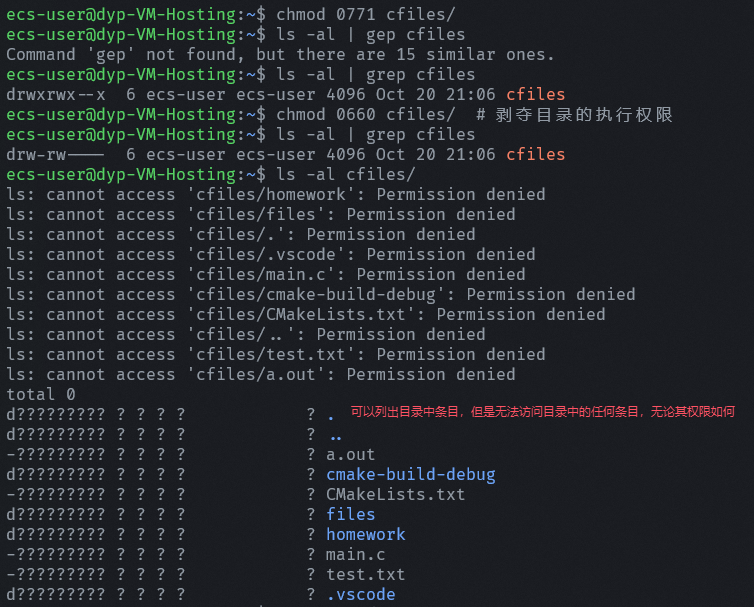 ecs-user@dyp-VM-Hosting:~$ chmod 0771 cfiles/
ecs-user@dyp-VM-Hosting:~$ ls -al | gep cfiles
Command 'gep' not found, but there are 15 similar ones.
ecs-user@dyp-VM-Hosting:~$ ls -al | grep cfiles
drwxrwx--x  6 ecs-user ecs-user 4096 Oct 20 21:06 cfiles
ecs-user@dyp-VM-Hosting:~$ chmod 0660 cfiles/  # 剥夺目录的执行权限
ecs-user@dyp-VM-Hosting:~$ ls -al | grep cfiles
drw-rw----  6 ecs-user ecs-user 4096 Oct 20 21:06 cfiles
ecs-user@dyp-VM-Hosting:~$ ls -al cfiles/
ls: cannot access 'cfiles/homework': Permission denied
ls: cannot access 'cfiles/files': Permission denied
ls: cannot access 'cfiles/.': Permission denied
ls: cannot access 'cfiles/.vscode': Permission denied
ls: cannot access 'cfiles/main.c': Permission denied
ls: cannot access 'cfiles/cmake-build-debug': Permission denied
ls: cannot access 'cfiles/CMakeLists.txt': Permission denied
ls: cannot access 'cfiles/..': Permission denied
ls: cannot access 'cfiles/test.txt': Permission denied
ls: cannot access 'cfiles/a.out': Permission denied
total 0
d????????? ? ? ? ?            ? . 可以列出目录中条目，但是无法访问目录中的任何条目，无论其权限如何
d????????? ? ? ? ?            ? ..
-????????? ? ? ? ?            ? a.out
d????????? ? ? ? ?            ? cmake-build-debug
-????????? ? ? ? ?            ? CMakeLists.txt
d????????? ? ? ? ?            ? files
d????????? ? ? ? ?            ? homework
-????????? ? ? ? ?            ? main.c
-????????? ? ? ? ?            ? test.txt
d????????? ? ? ? ?            ? .vscode